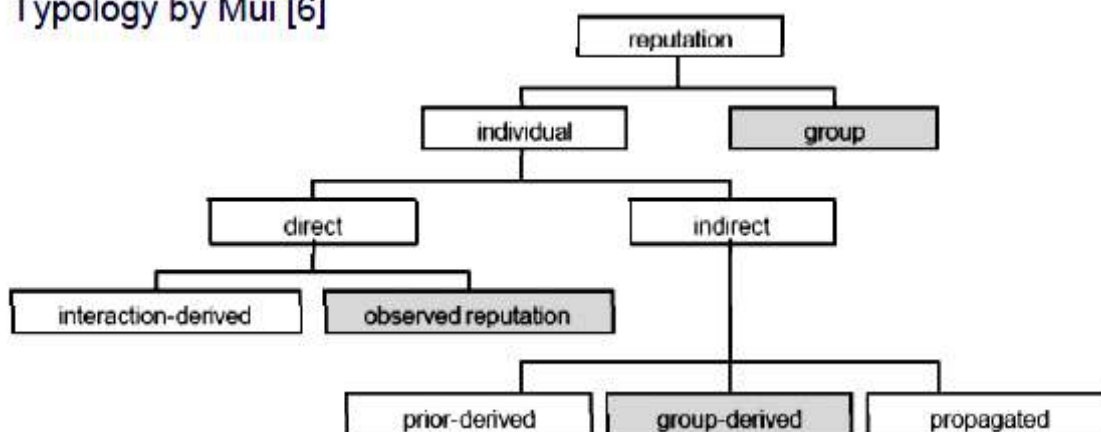 Typology by Mui [6]
reputation
individual
group
direct
indirect
interaction-derived
observed reputation
prior-derived
group-derived
propagated